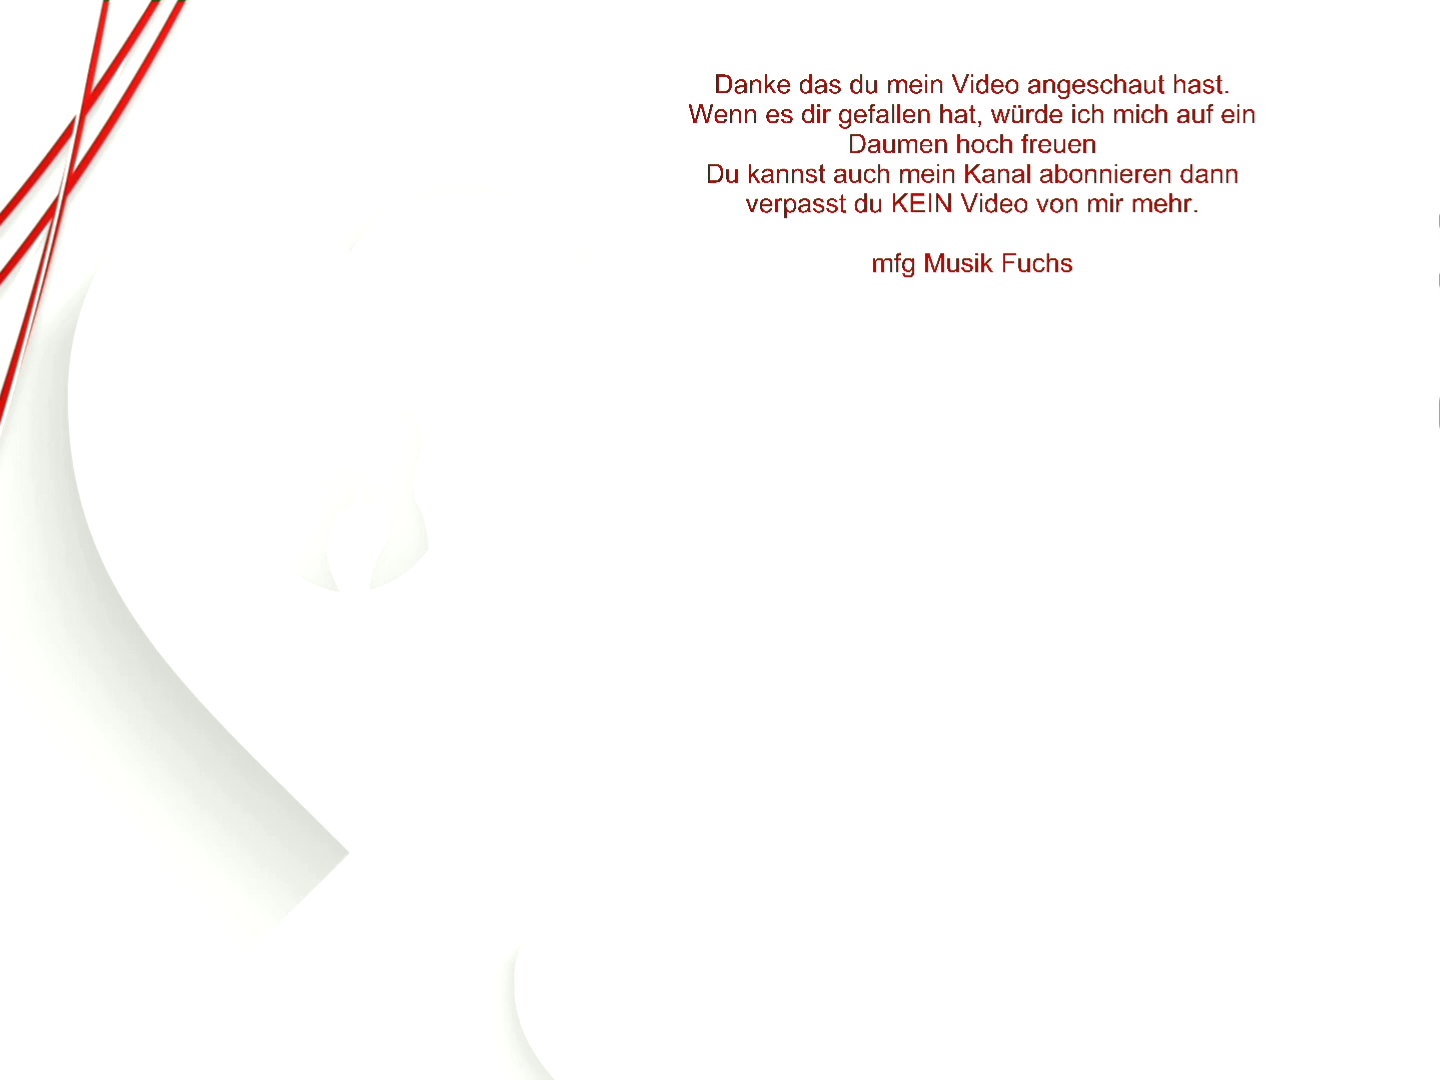 Danke das du mein Video angeschaut hast.
Wenn es dir gefallen hat, würde ich mich auf ein
Daumen hoch freuen
Du kannst auch mein Kanal abonnieren dann
verpasst du KEIN Video von mir mehr.
mfg Musik Fuchs